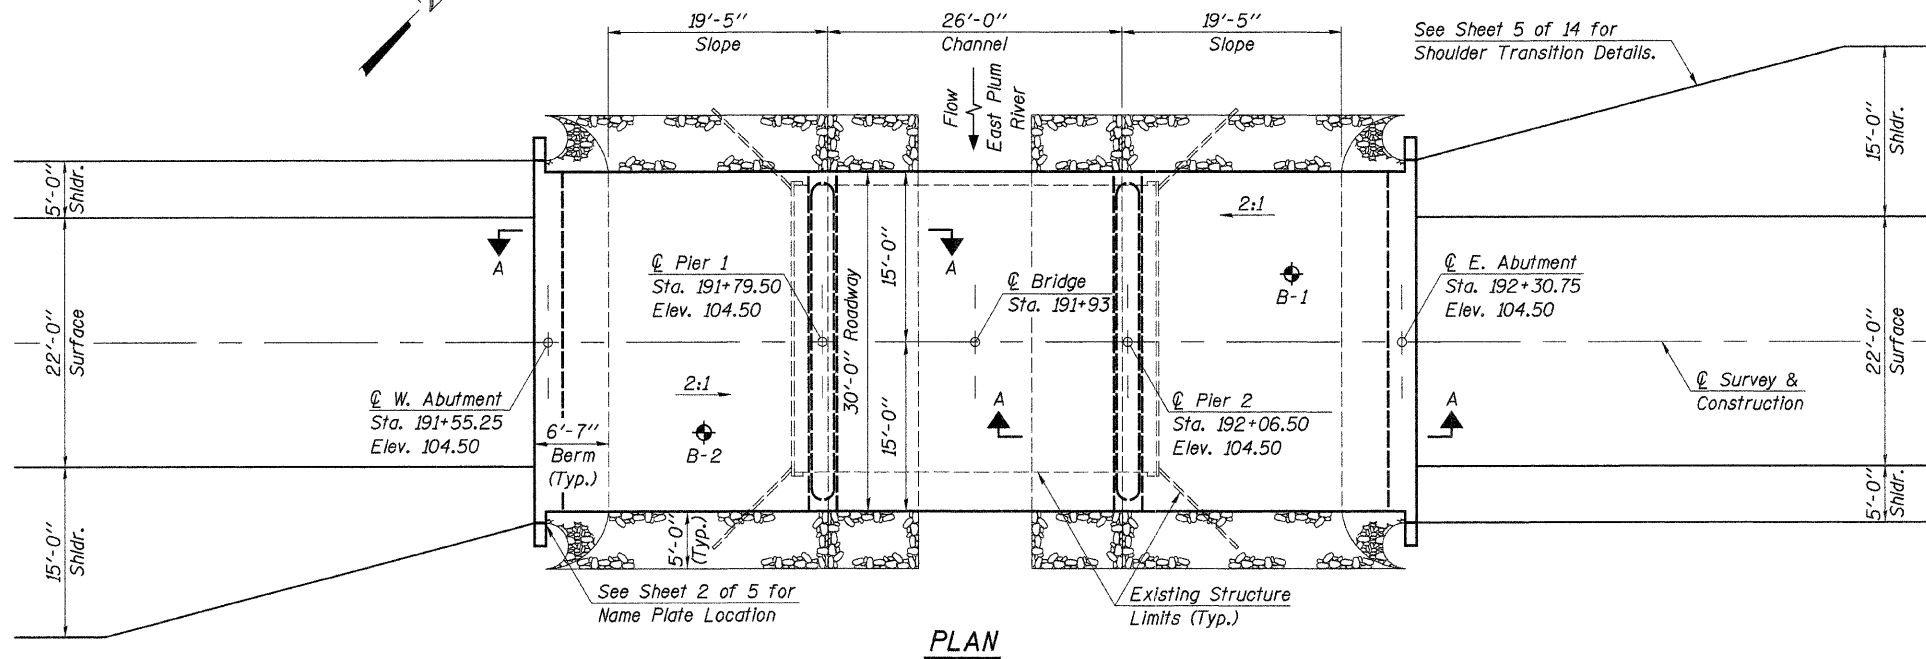 19'-5"
Slope
26'-0"
Channel
19'-5"
Slope
See Sheet 5 of 14 for
Shoulder Transition Details.
Flow
East Plum
River
5'-0"
Shldr.
15'-0"
Shldr.
22'-0"
Surface
A
A
℄ Pier 1
Sta. 191+79.50
Elev. 104.50
30'-0" Roadway
15'-0"
℄ Bridge
Sta. 191+93
2:1
B-1
℄ E. Abutment
Sta. 192+30.75
Elev. 104.50
22'-0"
Surface
℄ W. Abutment
Sta. 191+55.25
Elev. 104.50
6'-7"
Berm
(Typ.)
2:1
B-2
15'-0"
A
℄ Pier 2
Sta. 192+06.50
Elev. 104.50
A
℄ Survey &
Construction
15'-0"
Shldr.
5'-0"
(Typ.)
5'-0"
Shldr.
See Sheet 2 of 5 for
Name Plate Location
Existing Structure
Limits (Typ.)
PLAN